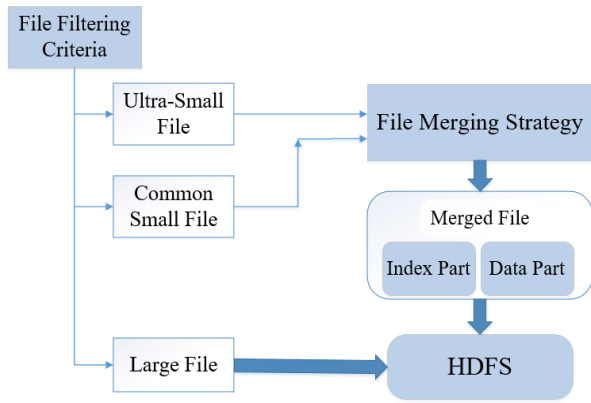 File Filtering
Criteria
Ultra-Small
File
File Merging Strategy
Common
Small File
Merged File
Index Part
Data Part
Large File
HDFS